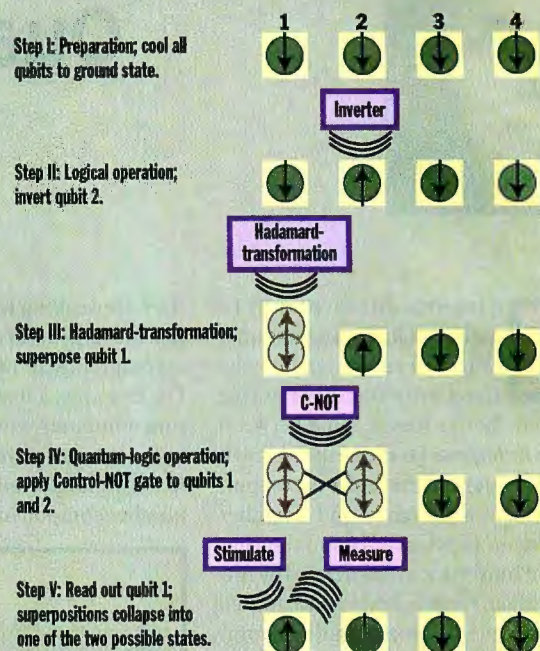 1 2 3 4
Step I: Preparation; cool all
qubits to ground state.
Inverter
Step II: Logical operation;
invert qubit 2.
Hadamard-
transformation
Step III: Hadamard-transformation;
superpose qubit 1.
C-NOT
Step IV: Quantum-logic operation;
apply Control-NOT gate to qubits 1
and 2.
Stimulate Measure
Step V: Read out qubit 1;
superpositions collapse into
one of the two possible states.